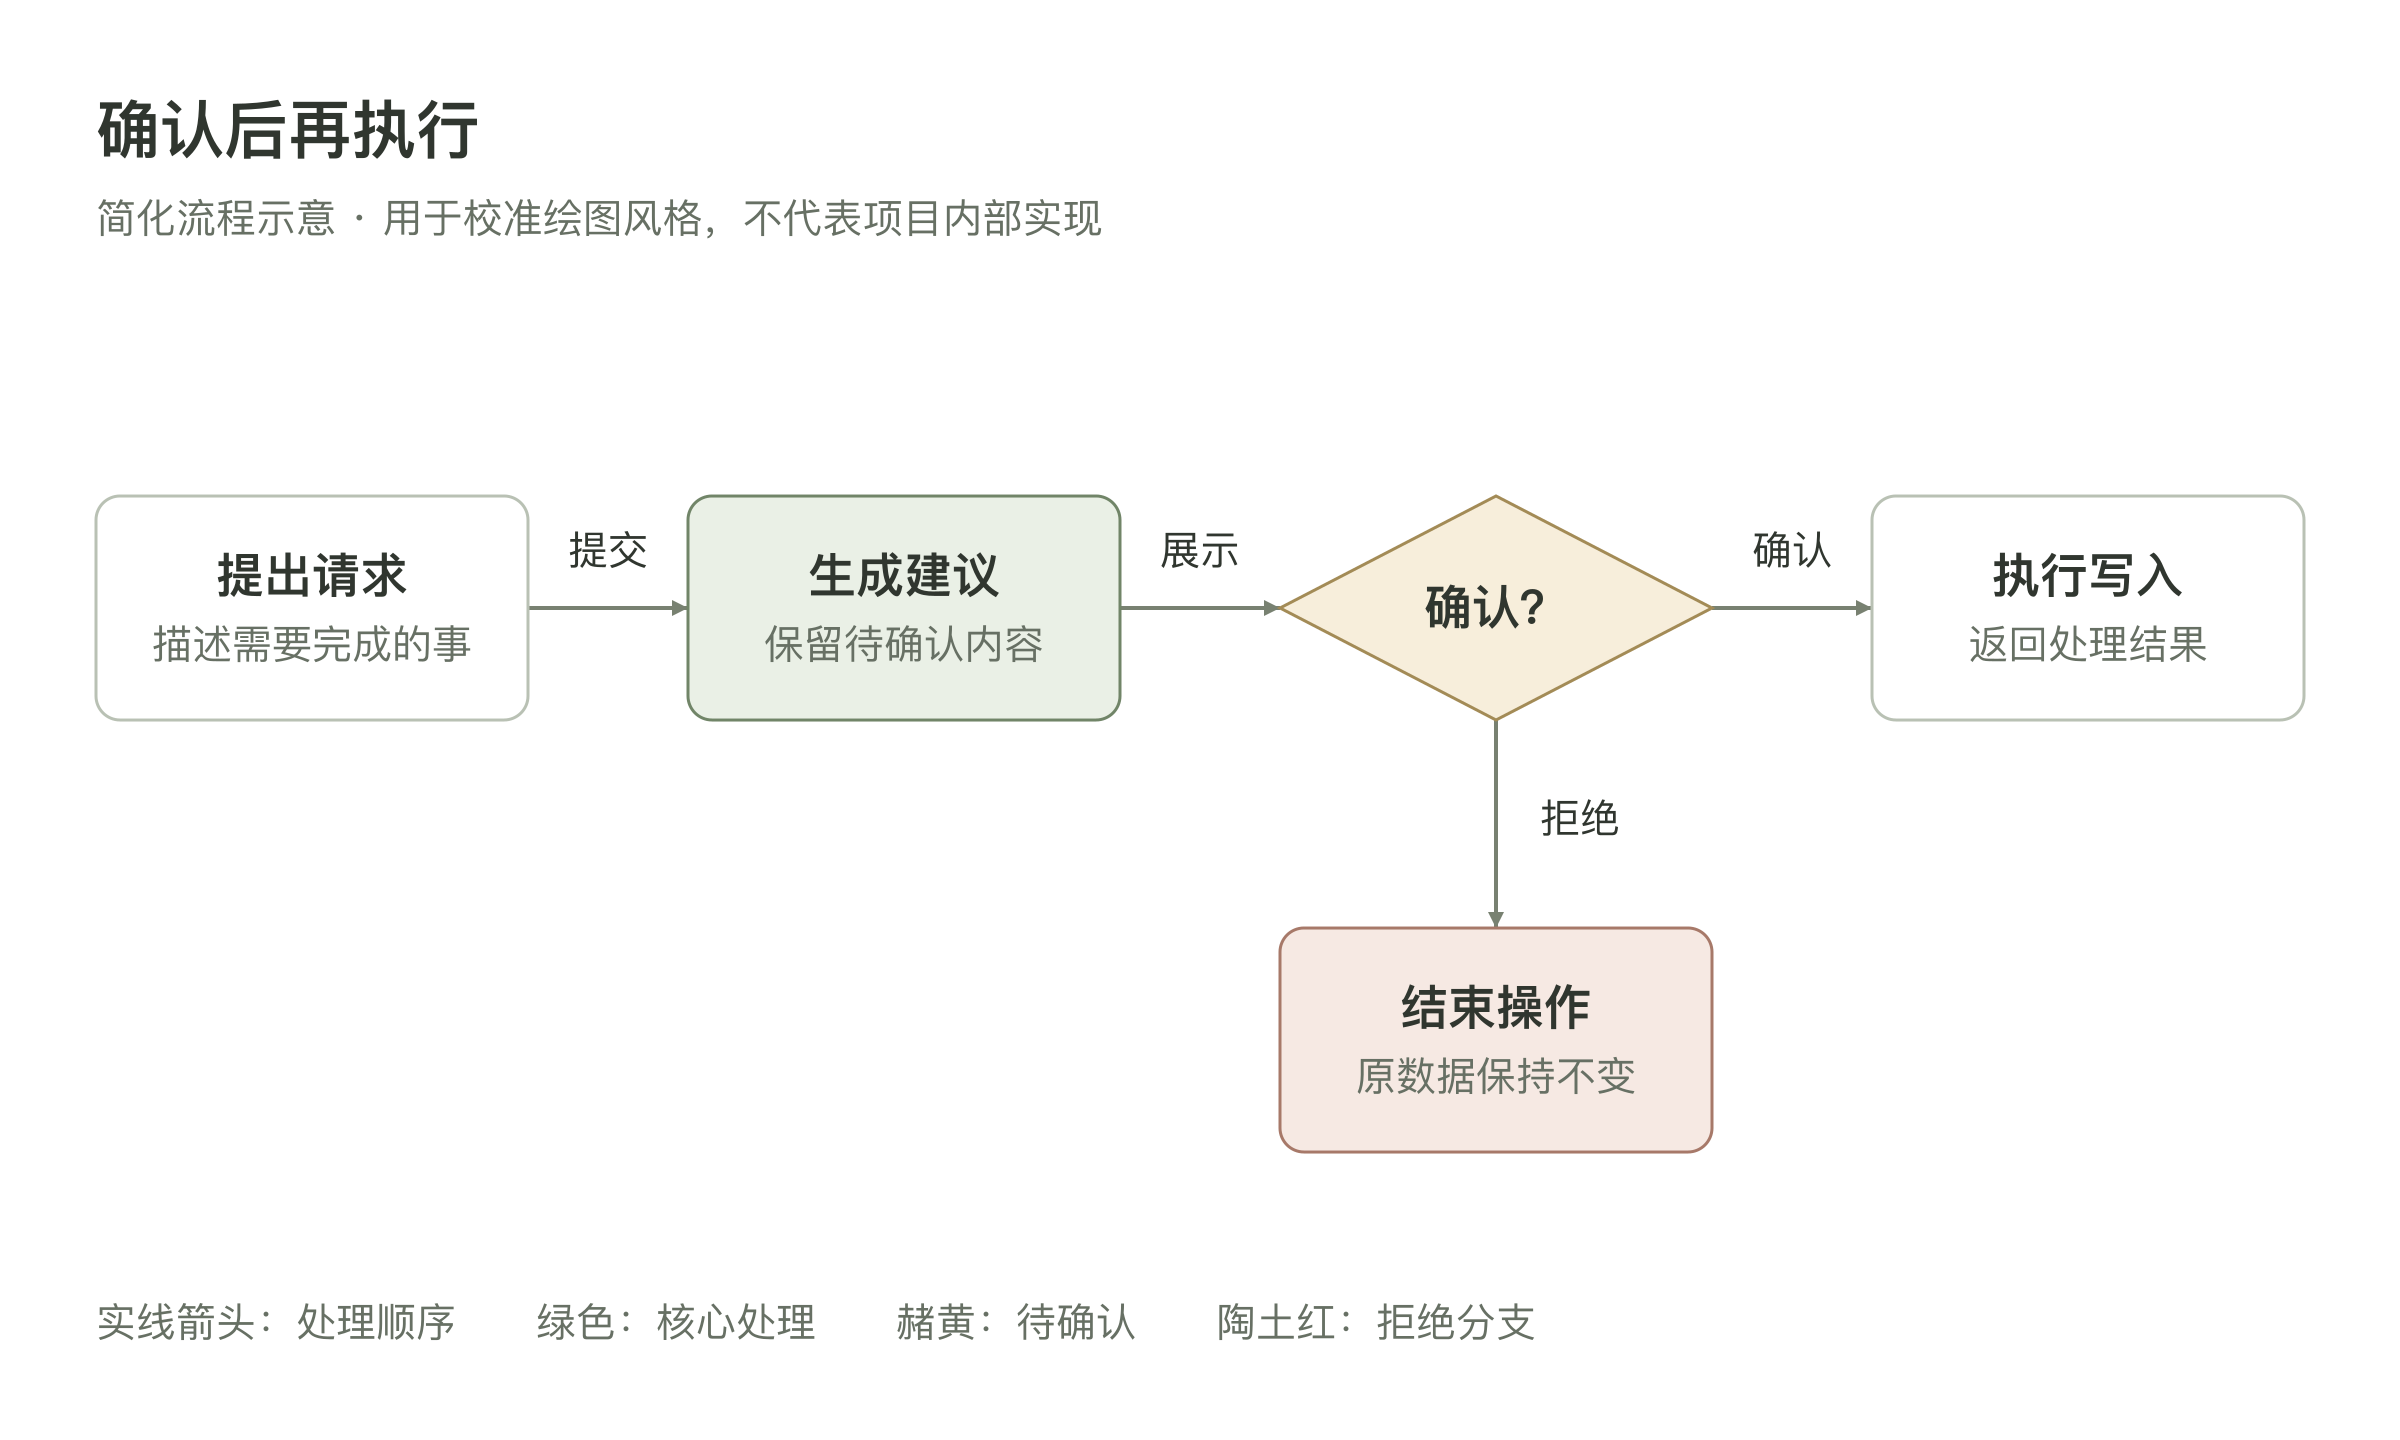 确认后再执行
简化流程示意 · 用于校准绘图风格，不代表项目内部实现
提出请求
描述需要完成的事
提交
生成建议
保留待确认内容
展示
确认？
确认
执行写入
返回处理结果
拒绝
结束操作
原数据保持不变
实线箭头：处理顺序 绿色：核心处理 赭黄：待确认 陶土红：拒绝分支